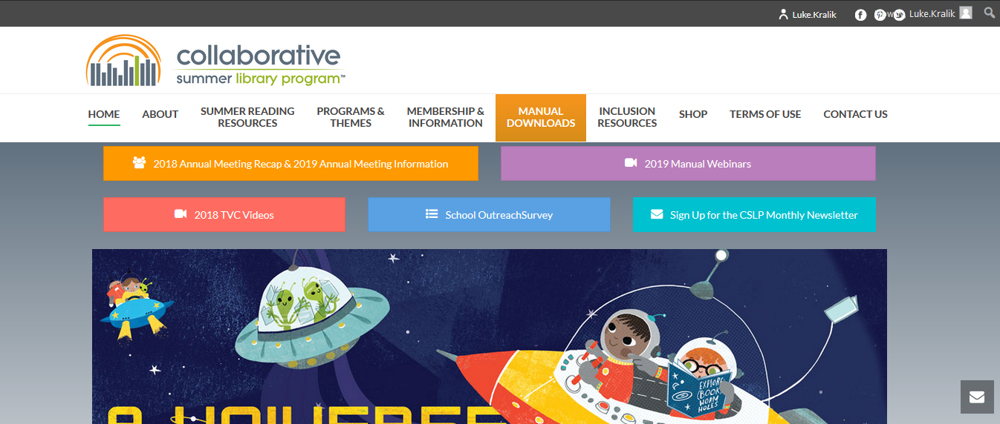 Luke.Kralik
Luke.Kralik
collaborative
summer library program™
HOME
ABOUT
SUMMER READING
RESOURCES
PROGRAMS &
THEMES
MEMBERSHIP &
INFORMATION
MANUAL
DOWNLOADS
INCLUSION
RESOURCES
SHOP
TERMS OF USE
CONTACT US
2018 Annual Meeting Recap & 2019 Annual Meeting Information
2019 Manual Webinars
2018 TVC Videos
School OutreachSurvey
Sign Up for the CSLP Monthly Newsletter
EXPLORE
BOOK
WORM
HOLES
A